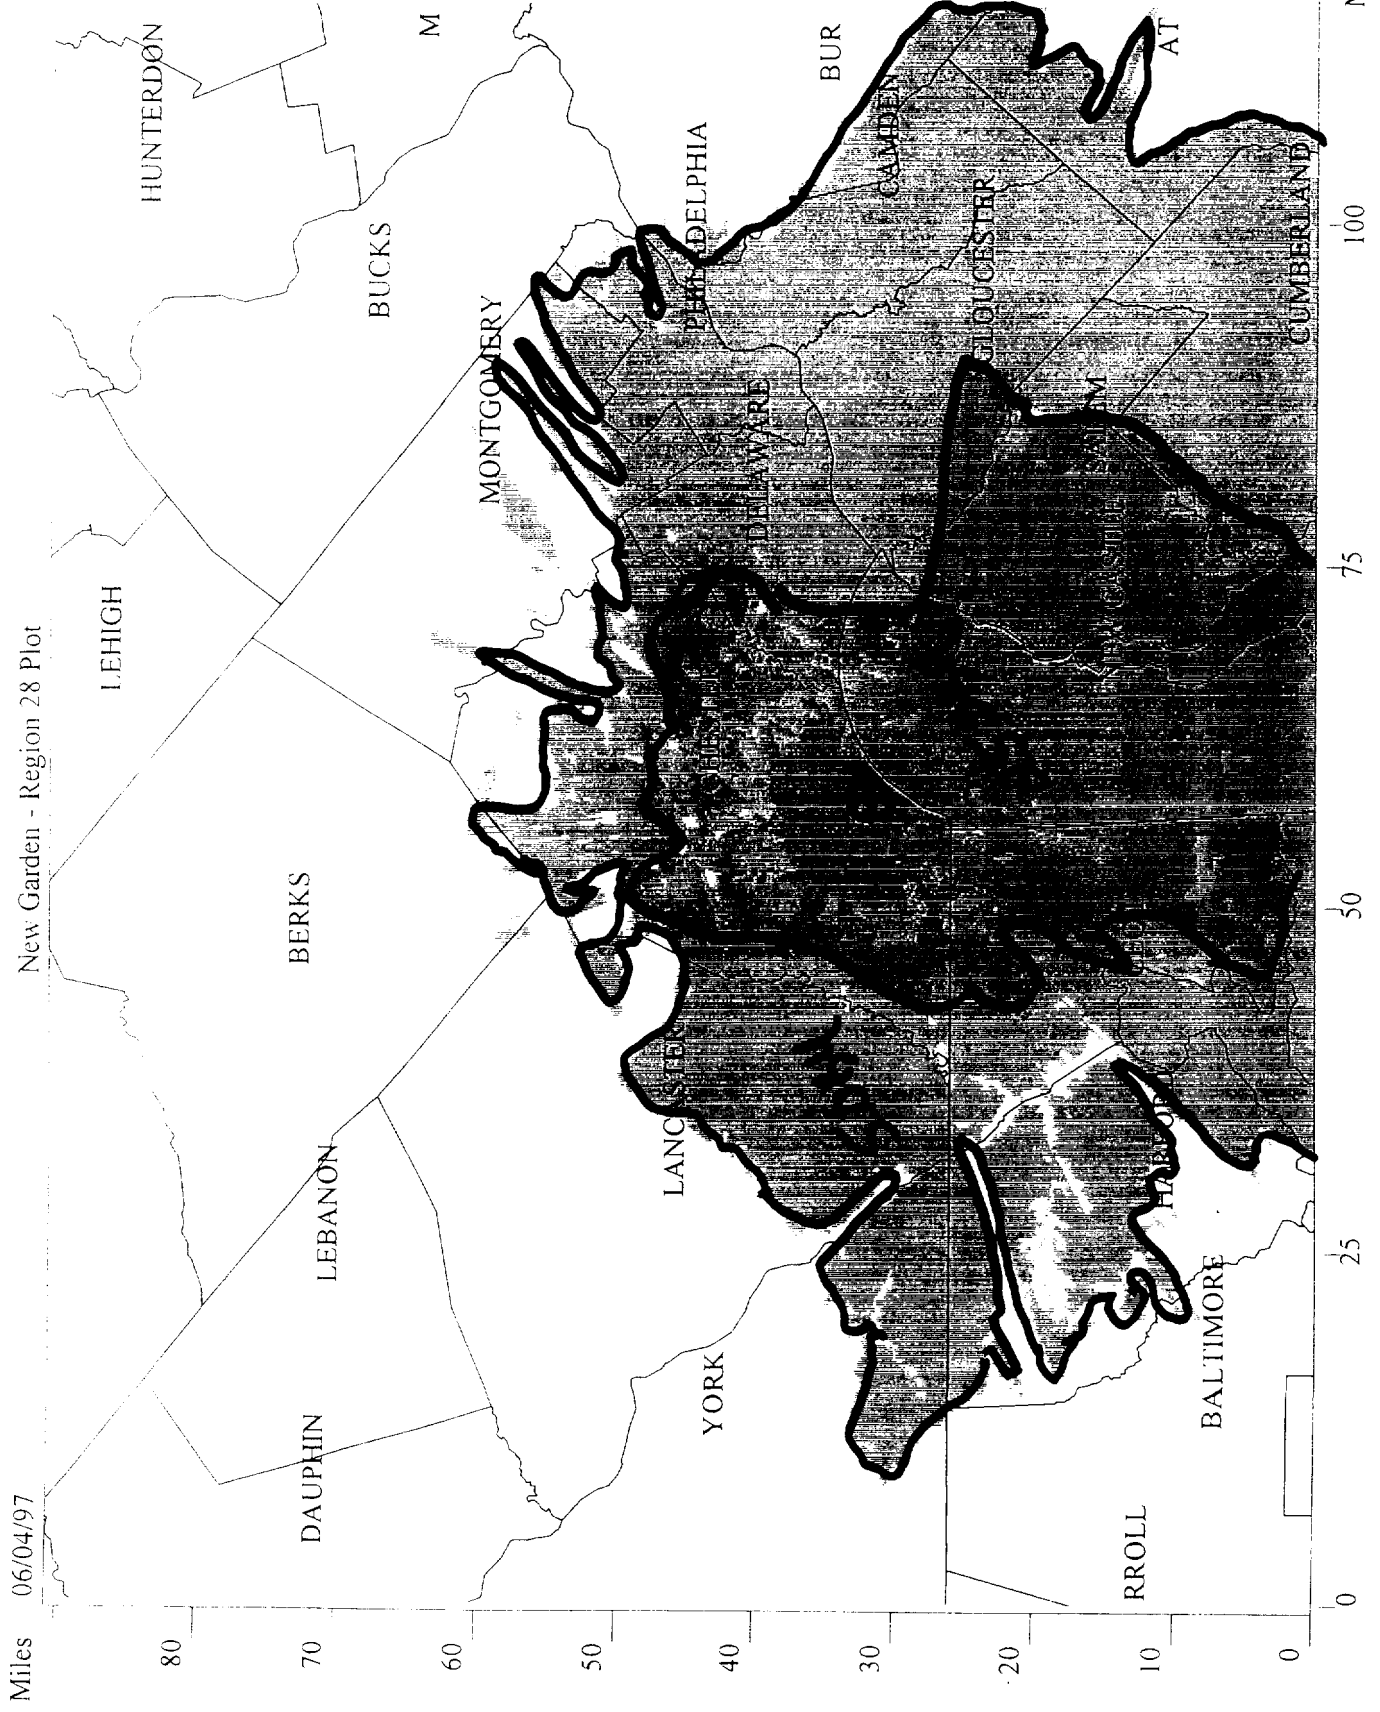 New Garden - Region 28 Plot
Miles 06/04/97
HUNTERDON
LEHIGH
BUCKS
M
BERKS
MONTGOMERY
LEBANON
DAUPHIN
PHILADELPHIA
BUR
LANCASTER
DELAWARE
CAMDEN
YORK
GLOUCESTER
AT
BALTIMORE
CUMBERLAND
RROLL
80
70
60
50
40
30
20
10
0
0
25
50
75
100